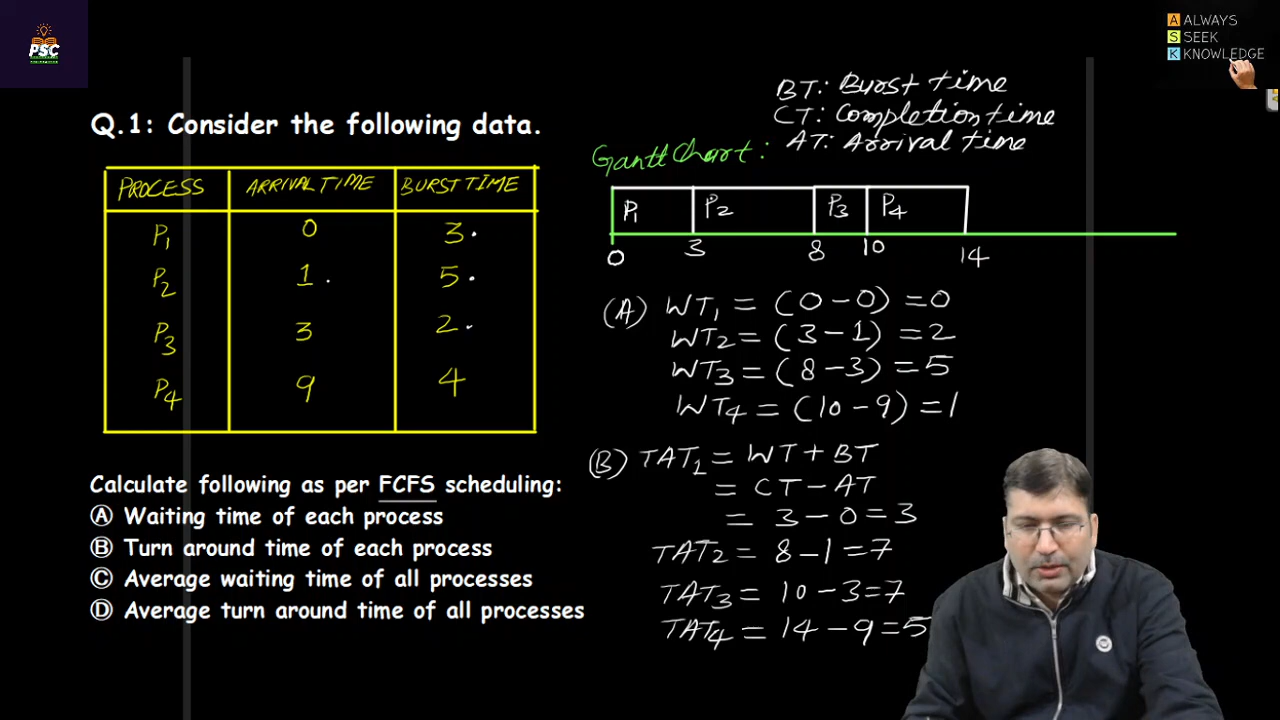 PSC
ALWAYS
SEEK
KNOWLEDGE
Q.1: Consider the following data.
PROCESS ARRIVAL TIME BURST TIME
P1 0 3
P2 1 5
P3 3 2
P4 9 4
Calculate following as per FCFS scheduling:
Ⓐ Waiting time of each process
Ⓑ Turn around time of each process
Ⓒ Average waiting time of all processes
Ⓓ Average turn around time of all processes
BT: Burst time
CT: Completion time
AT: Arrival time
Gantt Chart:
P1 P2 P3 P4
0 3 8 10 14
(A) WT1 = (0-0) = 0
WT2 = (3-1) = 2
WT3 = (8-3) = 5
WT4 = (10-9) = 1
(B) TAT1 = WT + BT
= CT - AT
= 3 - 0 = 3
TAT2 = 8 - 1 = 7
TAT3 = 10 - 3 = 7
TAT4 = 14 - 9 = 5